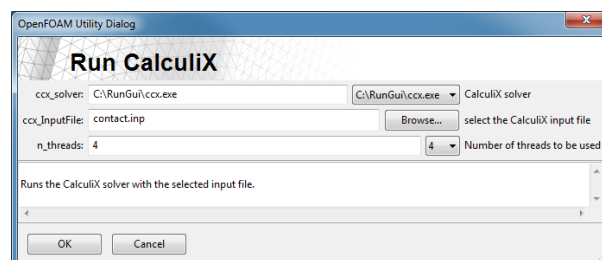 OpenFOAM Utility Dialog
Run CalculiX
ccx_solver: C:\RunGui\ccx.exe C:\RunGui\ccx.exe CalculiX solver
ccx_InputFile: contact.inp Browse... select the CalculiX input file
n_threads: 4 4 Number of threads to be used
Runs the CalculiX solver with the selected input file.
OK Cancel